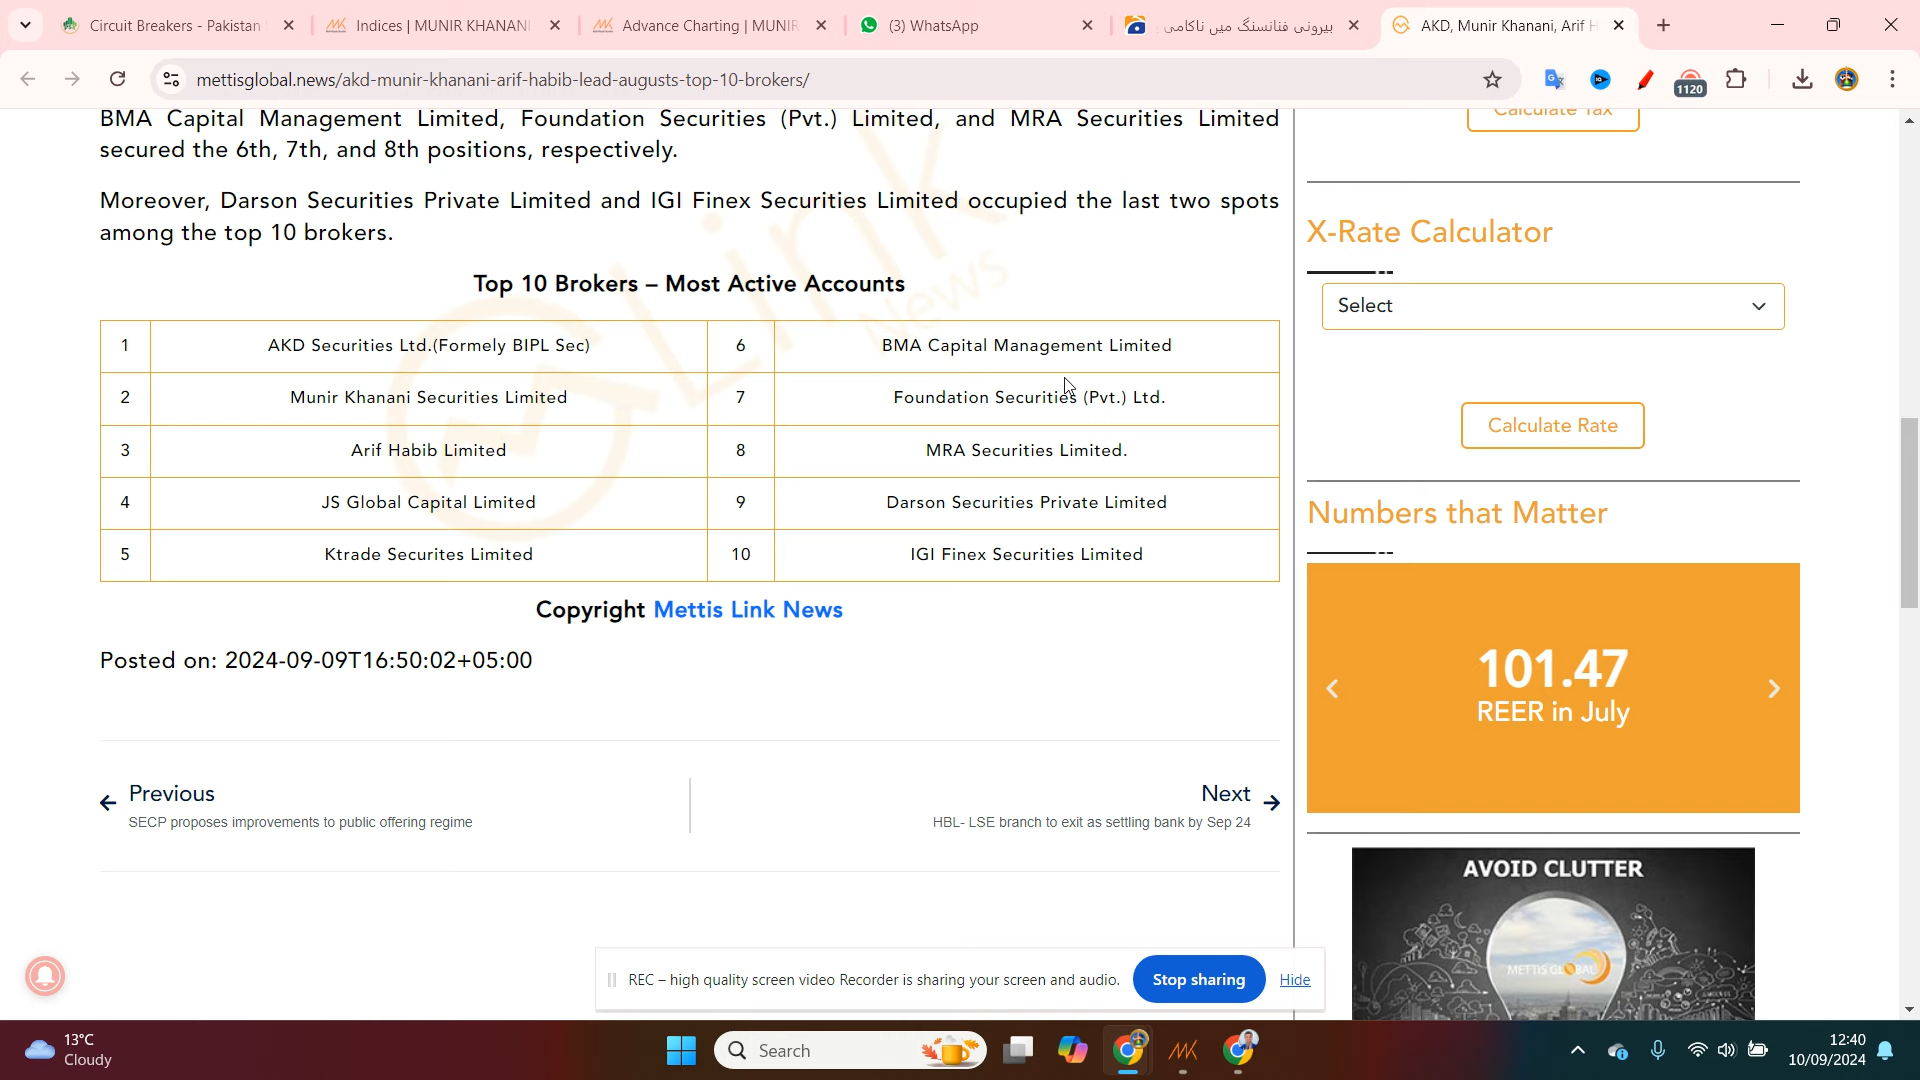 Circuit Breakers - Pakistan
Indices | MUNIR KHANANI
Advance Charting | MUNIR
(3) WhatsApp
بیرونی فنانسنگ میں ناکامی
AKD, Munir Khanani, Arif H
mettisglobal.news/akd-munir-khanani-arif-habib-lead-augusts-top-10-brokers/
1120
BMA Capital Management Limited, Foundation Securities (Pvt.) Limited, and MRA Securities Limited
secured the 6th, 7th, and 8th positions, respectively.
Moreover, Darson Securities Private Limited and IGI Finex Securities Limited occupied the last two spots
among the top 10 brokers.
Link
News
Top 10 Brokers – Most Active Accounts
1 AKD Securities Ltd.(Formely BIPL Sec) 6 BMA Capital Management Limited
2 Munir Khanani Securities Limited 7 Foundation Securities (Pvt.) Ltd.
3 Arif Habib Limited 8 MRA Securities Limited.
4 JS Global Capital Limited 9 Darson Securities Private Limited
5 Ktrade Securites Limited 10 IGI Finex Securities Limited
Copyright Mettis Link News
Posted on: 2024-09-09T16:50:02+05:00
Previous
SECP proposes improvements to public offering regime
Next
HBL- LSE branch to exit as settling bank by Sep 24
Calculate Tax
X-Rate Calculator
Select
Calculate Rate
Numbers that Matter
101.47
REER in July
AVOID CLUTTER
METTIS GLOBAL
REC – high quality screen video Recorder is sharing your screen and audio.
Stop sharing
Hide
13°C
Cloudy
Search
12:40
10/09/2024